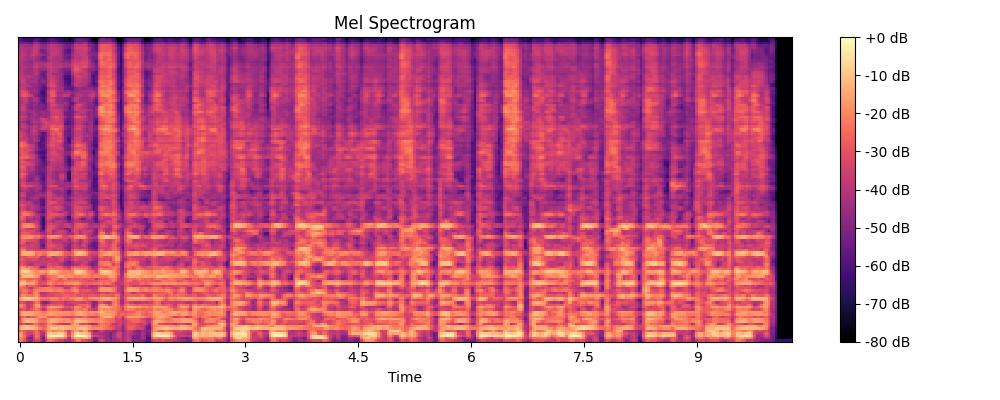 Mel Spectrogram
+0 dB
-10 dB
-20 dB
-30 dB
-40 dB
-50 dB
-60 dB
-70 dB
-80 dB
0 1.5 3 4.5 6 7.5 9
Time